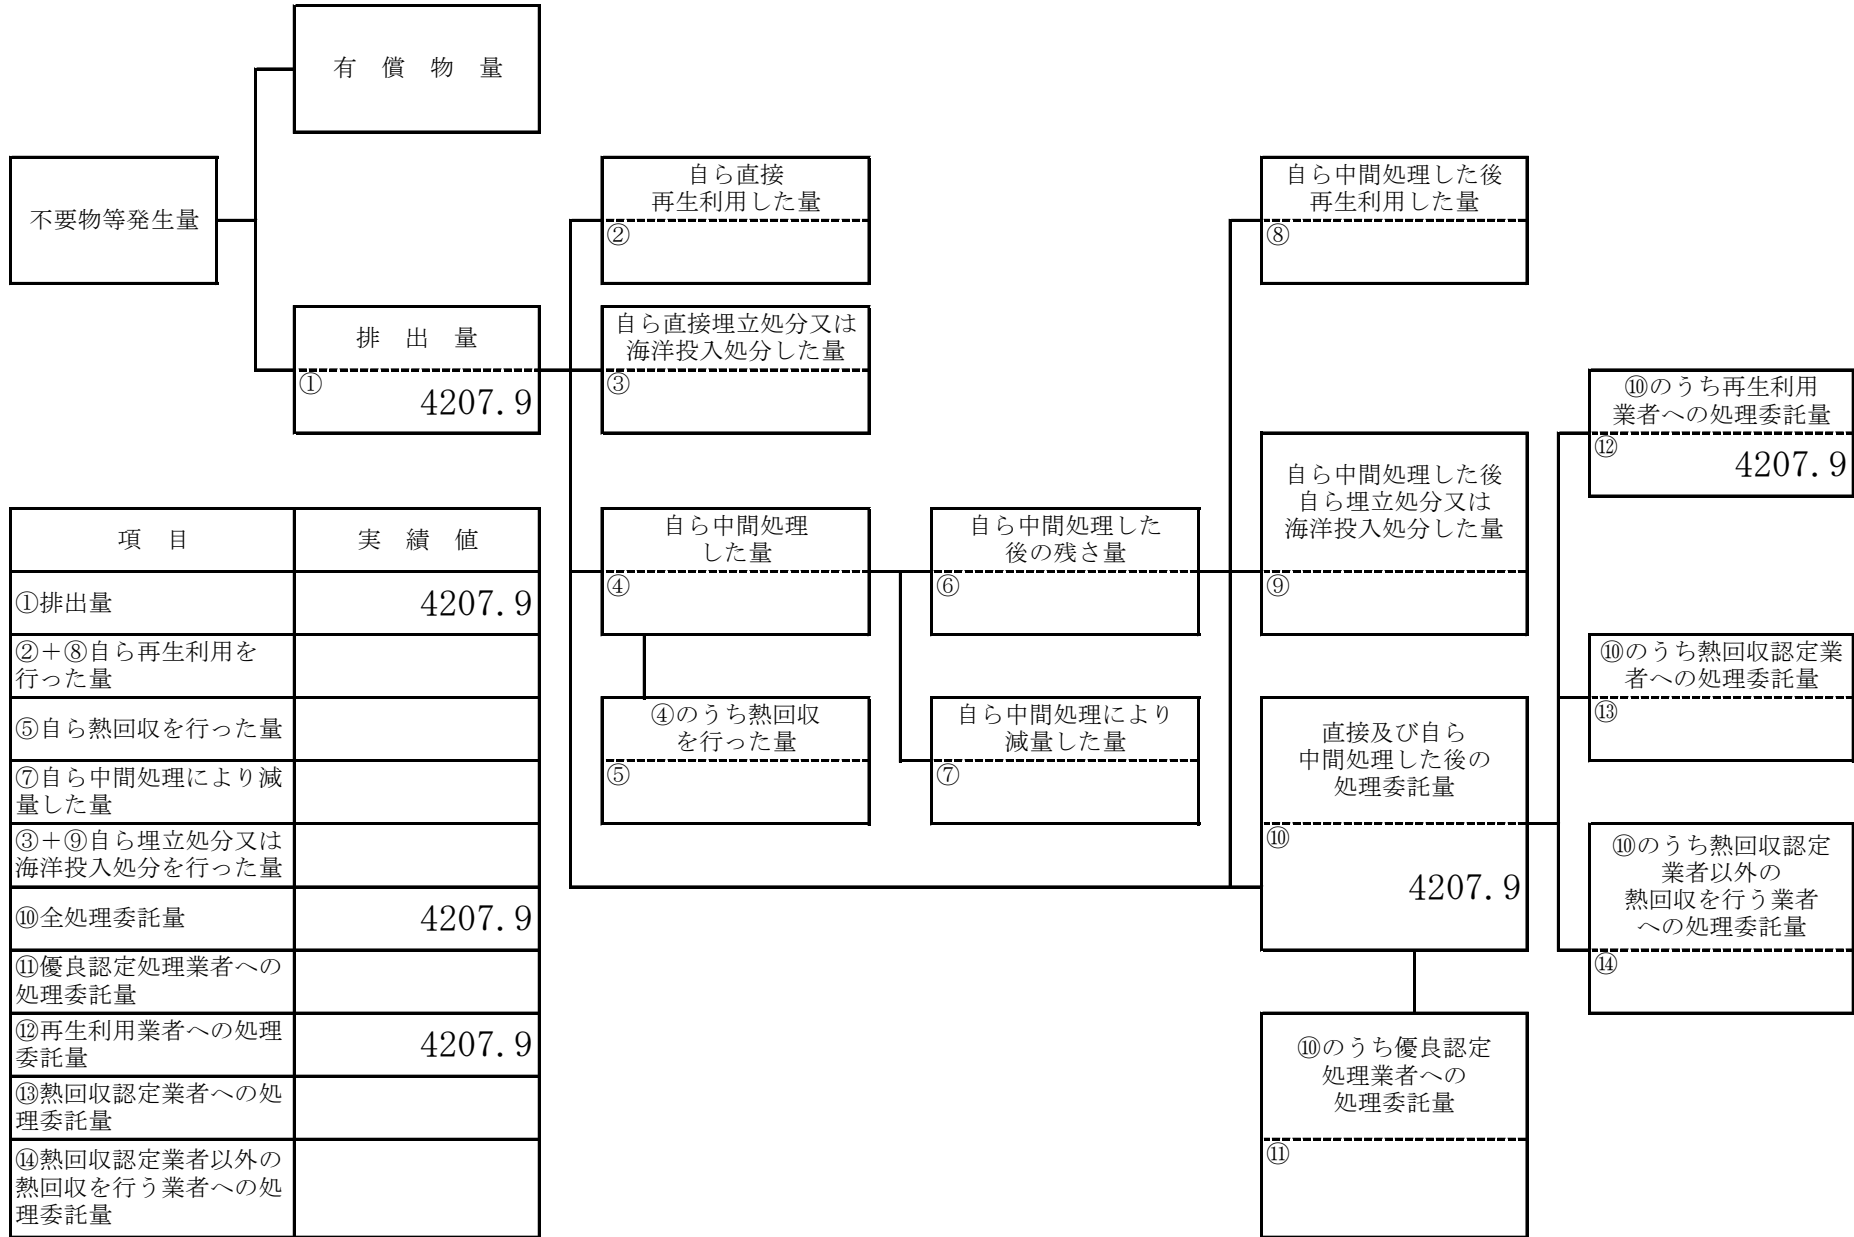 有 償 物 量
不要物等発生量
排 出 量
①
4207.9
自ら直接
再生利用した量
②
自ら直接埋立処分又は
海洋投入処分した量
③
自ら中間処理
した量
④
④のうち熱回収
を行った量
⑤
自ら中間処理した
後の残さ量
⑥
自ら中間処理により
減量した量
⑦
自ら中間処理した後
再生利用した量
⑧
自ら中間処理した後
自ら埋立処分又は
海洋投入処分した量
⑨
直接及び自ら
中間処理した後の
処理委託量
⑩
4207.9
⑩のうち優良認定
処理業者への
処理委託量
⑪
⑩のうち再生利用
業者への処理委託量
⑫
4207.9
⑩のうち熱回収認定業
者への処理委託量
⑬
⑩のうち熱回収認定
業者以外の
熱回収を行う業者
への処理委託量
⑭
項 目 実 績 値
①排出量 4207.9
②+⑧自ら再生利用を
行った量
⑤自ら熱回収を行った量
⑦自ら中間処理により減
量した量
③+⑨自ら埋立処分又は
海洋投入処分を行った量
⑩全処理委託量 4207.9
⑪優良認定処理業者への
処理委託量
⑫再生利用業者への処理
委託量 4207.9
⑬熱回収認定業者への処
理委託量
⑭熱回収認定業者以外の
熱回収を行う業者への処
理委託量